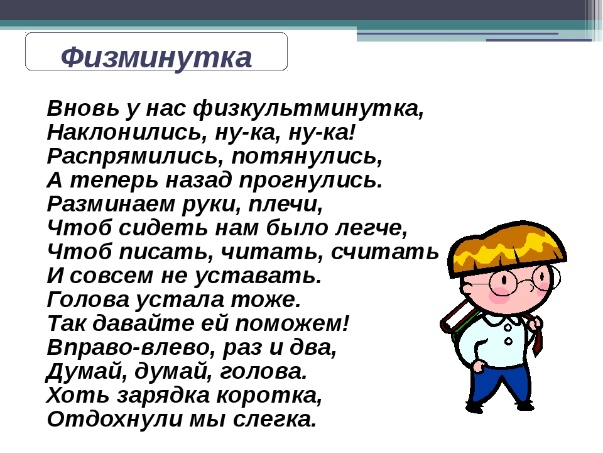 Физминутка
Вновь у нас физкультминутка,
Наклонились, ну-ка, ну-ка!
Распрямились, потянулись,
А теперь назад прогнулись.
Разминаем руки, плечи,
Чтоб сидеть нам было легче,
Чтоб писать, читать, считать
И совсем не уставать.
Голова устала тоже.
Так давайте ей поможем!
Вправо-влево, раз и два,
Думай, думай, голова.
Хоть зарядка коротка,
Отдохнули мы слегка.